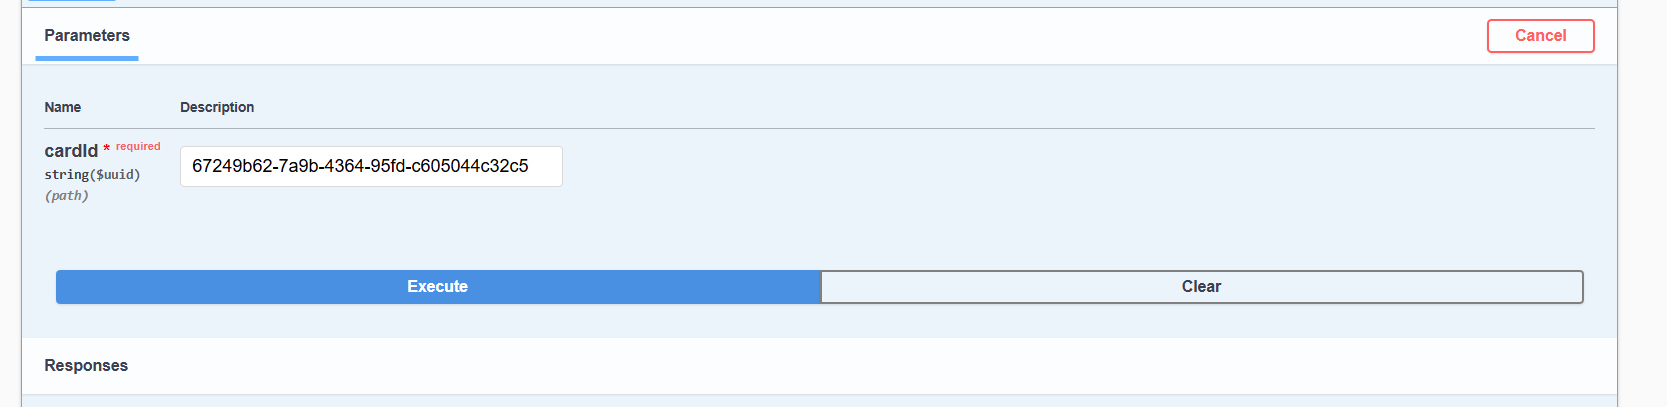 Parameters
Cancel
Name Description
cardId * required
string($uuid)
(path)
67249b62-7a9b-4364-95fd-c605044c32c5
Execute Clear
Responses